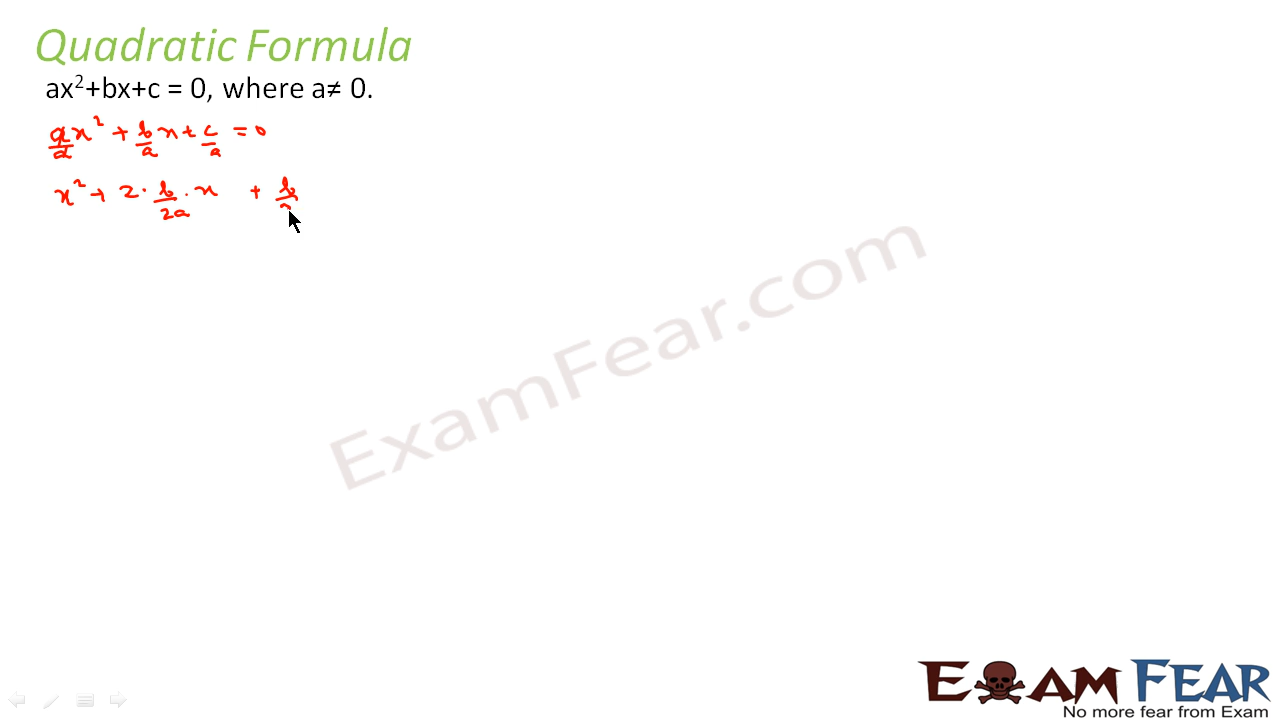 Quadratic Formula
ax²+bx+c = 0, where a≠ 0.
a/a x² + b/a x + c/a = 0
x² + 2 · b/2a · x + b/2
ExamFear.com
EXAM FEAR
No more fear from Exam